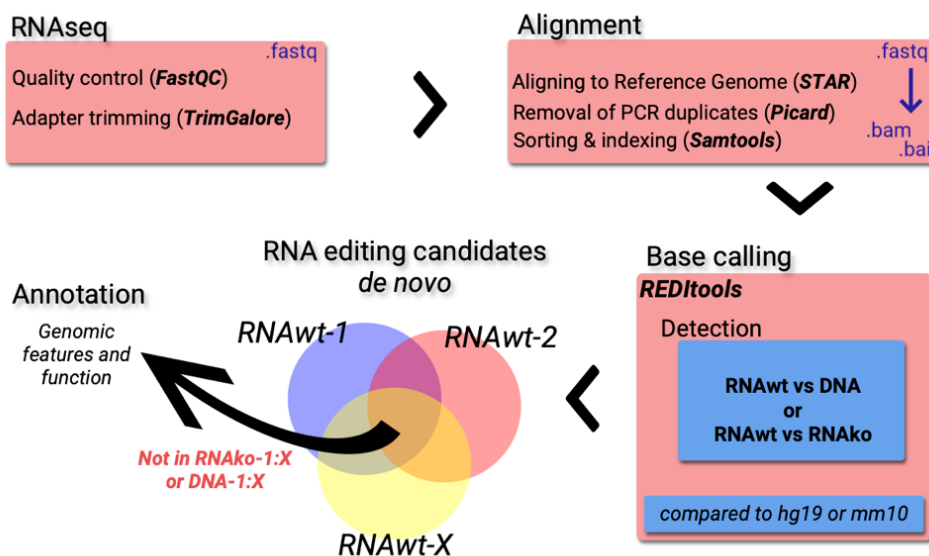 RNAseq
.fastq
Quality control (FastQC)
Adapter trimming (TrimGalore)
Alignment
.fastq
Aligning to Reference Genome (STAR)
Removal of PCR duplicates (Picard)
Sorting & indexing (Samtools)
.bam
.bai
Base calling
REDItools
Detection
RNAwt vs DNA
or
RNAwt vs RNAko
compared to hg19 or mm10
RNA editing candidates
de novo
RNAwt-1
RNAwt-2
RNAwt-X
Not in RNAko-1:X
or DNA-1:X
Annotation
Genomic
features and
function